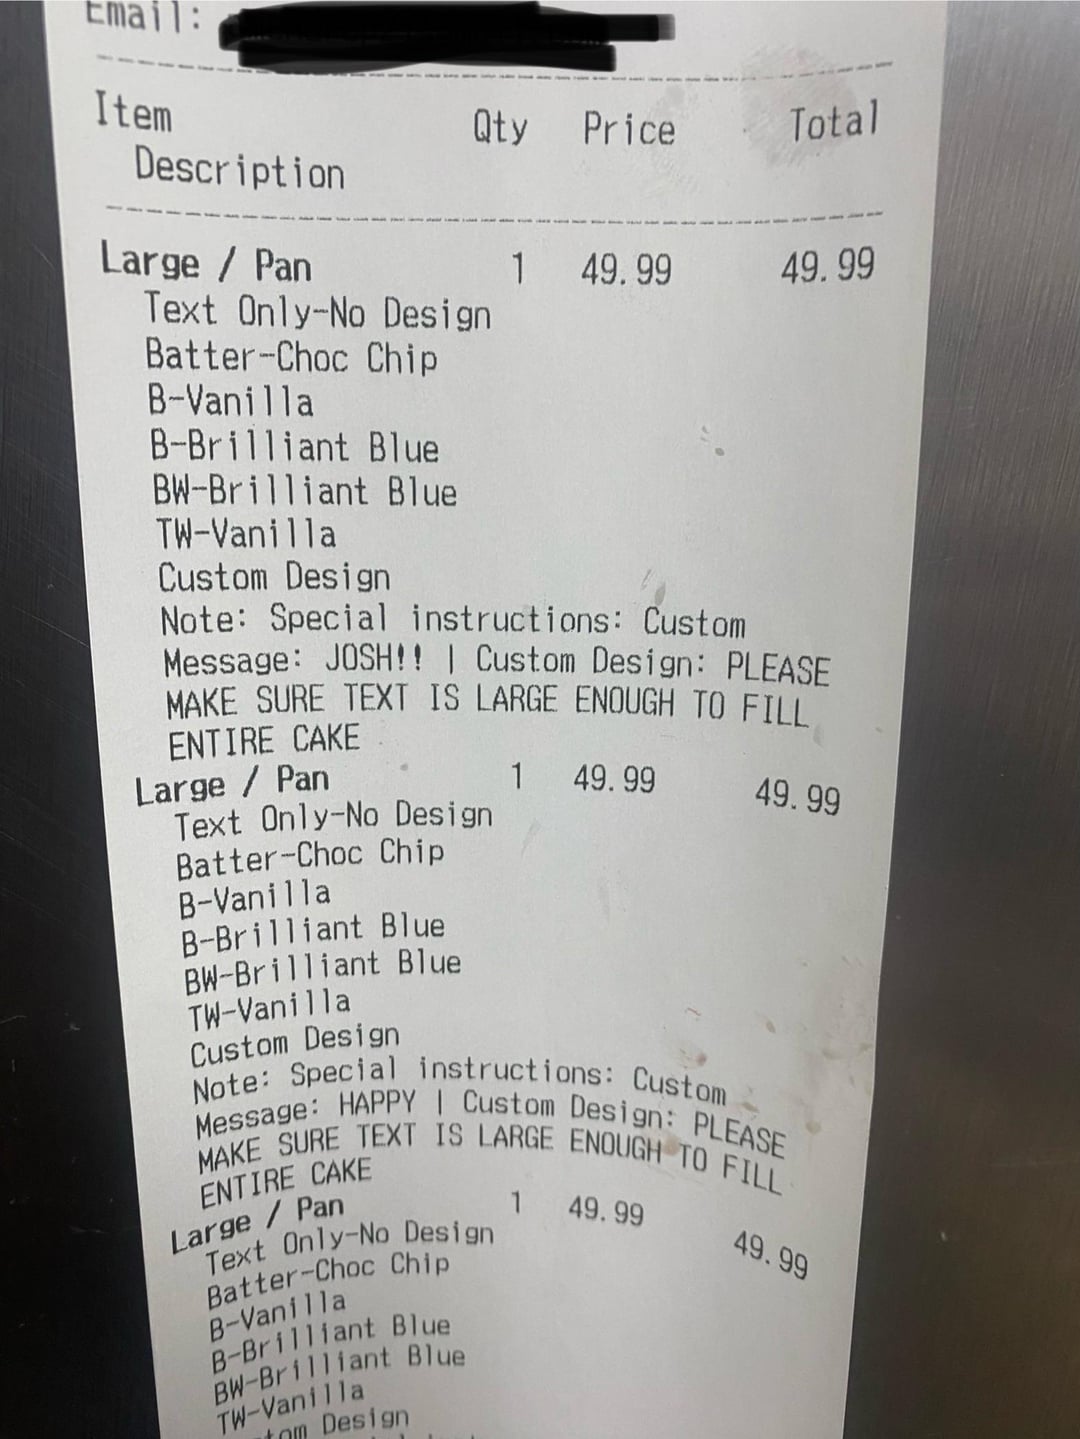 Email:
Item Qty Price Total
Description
Large / Pan 1 49.99 49.99
Text Only-No Design
Batter-Choc Chip
B-Vanilla
B-Brilliant Blue
BW-Brilliant Blue
TW-Vanilla
Custom Design
Note: Special instructions: Custom
Message: JOSH!! | Custom Design: PLEASE
MAKE SURE TEXT IS LARGE ENOUGH TO FILL
ENTIRE CAKE
Large / Pan 1 49.99 49.99
Text Only-No Design
Batter-Choc Chip
B-Vanilla
B-Brilliant Blue
BW-Brilliant Blue
TW-Vanilla
Custom Design
Note: Special instructions: Custom
Message: HAPPY | Custom Design: PLEASE
MAKE SURE TEXT IS LARGE ENOUGH TO FILL
ENTIRE CAKE
Large / Pan 1 49.99 49.99
Text Only-No Design
Batter-Choc Chip
B-Vanilla
B-Brilliant Blue
BW-Brilliant Blue
TW-Vanilla
Design